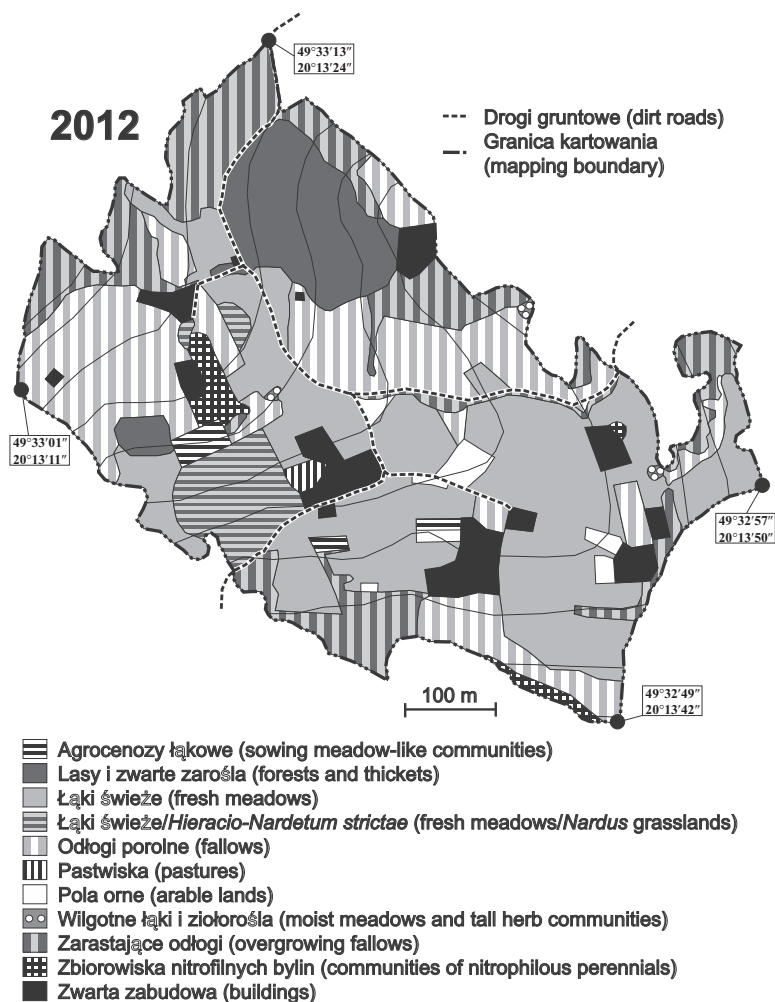 49°33′13″
20°13′24″
2012
Drogi gruntowe (dirt roads)
Granica kartowania
(mapping boundary)
49°33′01″
20°13′11″
49°32′57″
20°13′50″
49°32′49″
20°13′42″
100 m
Agrocenozy łąkowe (sowing meadow-like communities)
Lasy i zwarte zarośla (forests and thickets)
Łąki świeże (fresh meadows)
Łąki świeże/Hieracio-Nardetum strictae (fresh meadows/Nardus grasslands)
Odłogi porolne (fallows)
Pastwiska (pastures)
Pola orne (arable lands)
Wilgotne łąki i ziołorośla (moist meadows and tall herb communities)
Zarastające odłogi (overgrowing fallows)
Zbiorowiska nitrofilnych bylin (communities of nitrophilous perennials)
Zwarta zabudowa (buildings)